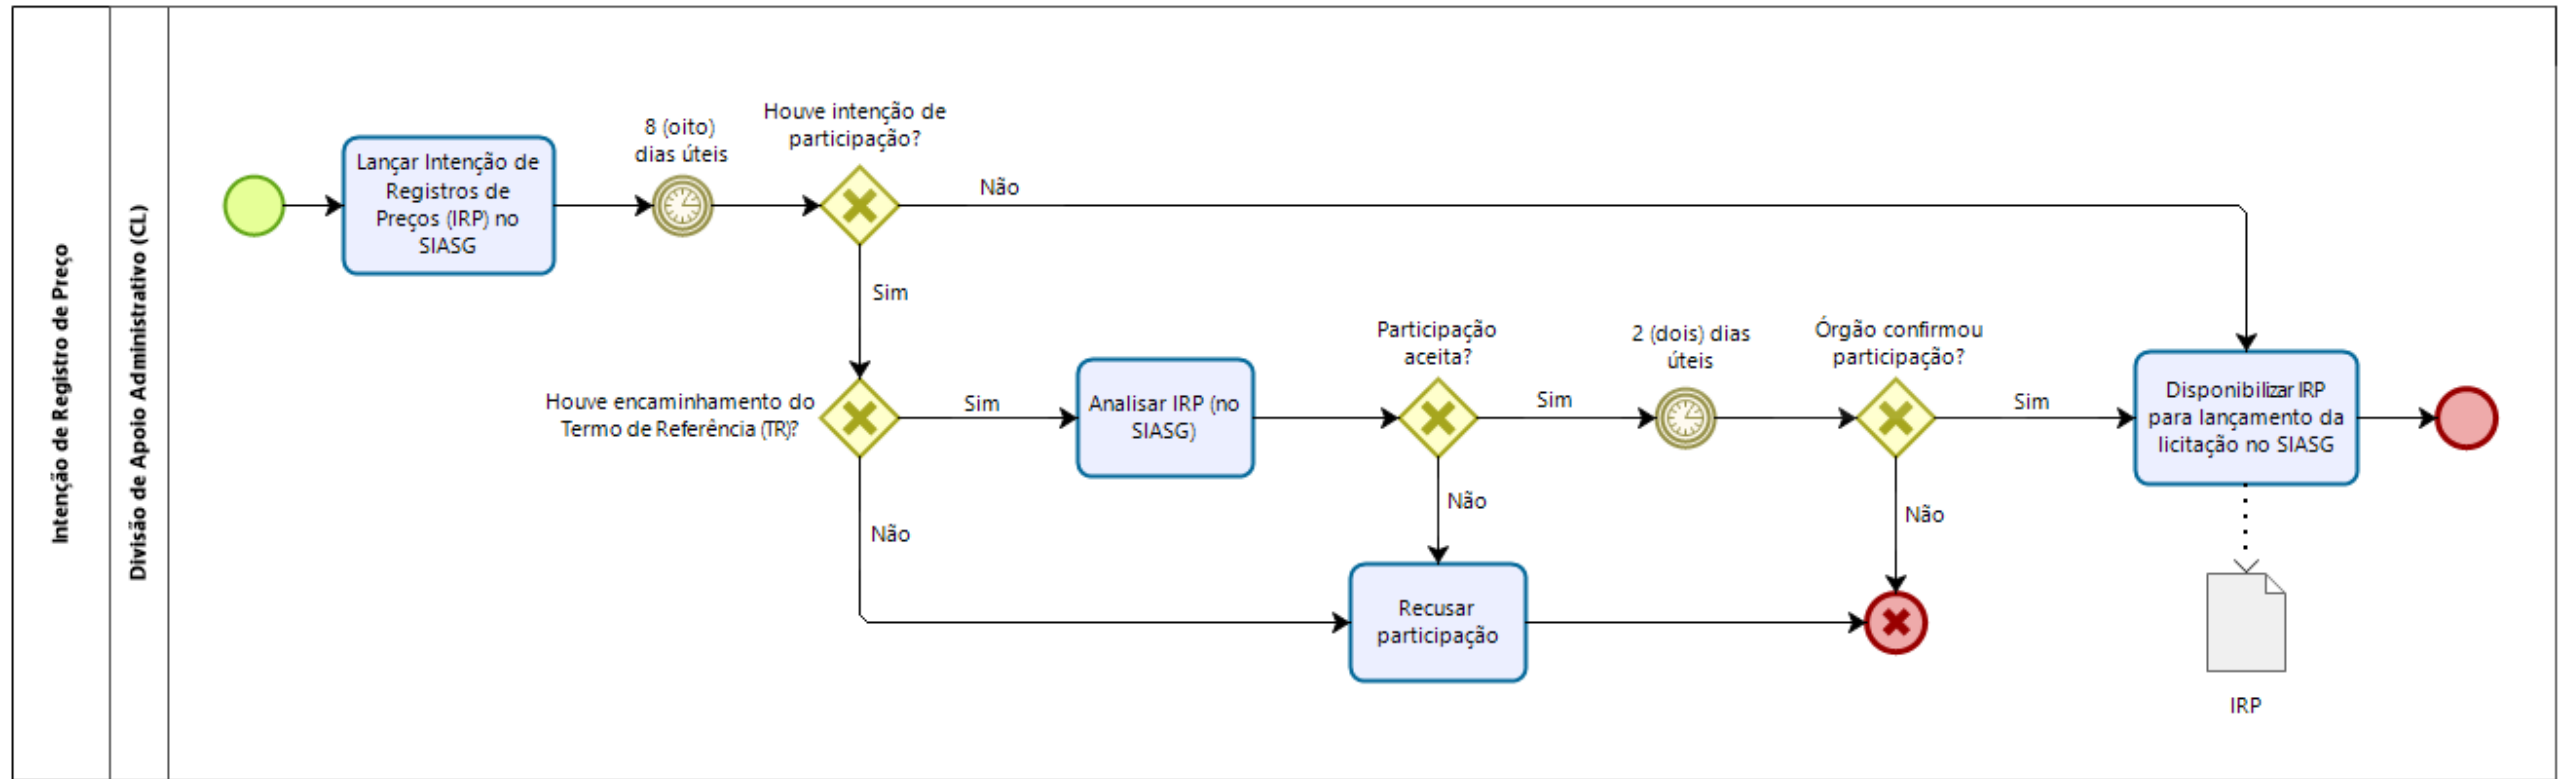 Intenção de Registro de Preço
Divisão de Apoio Administrativo (CL)
Lançar Intenção de
Registros de
Preços (IRP) no
SIASG
8 (oito)
dias úteis
Houve intenção de
participação?
Não
Sim
Houve encaminhamento do
Termo de Referência (TR)?
Sim
Não
Analisar IRP (no
SIASG)
Participação
aceita?
Sim
Não
Recusar
participação
2 (dois) dias
úteis
Órgão confirmou
participação?
Sim
Não
Disponibilizar IRP
para lançamento da
licitação no SIASG
IRP